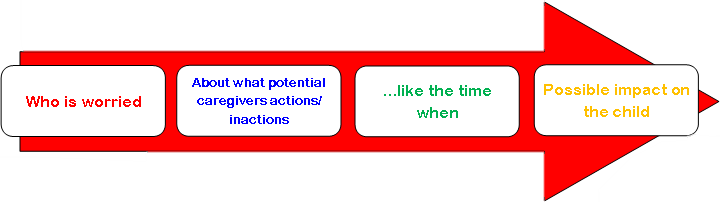 Who is worried
About what potential
caregivers actions/
inactions
...like the time
when
Possible impact on
the child